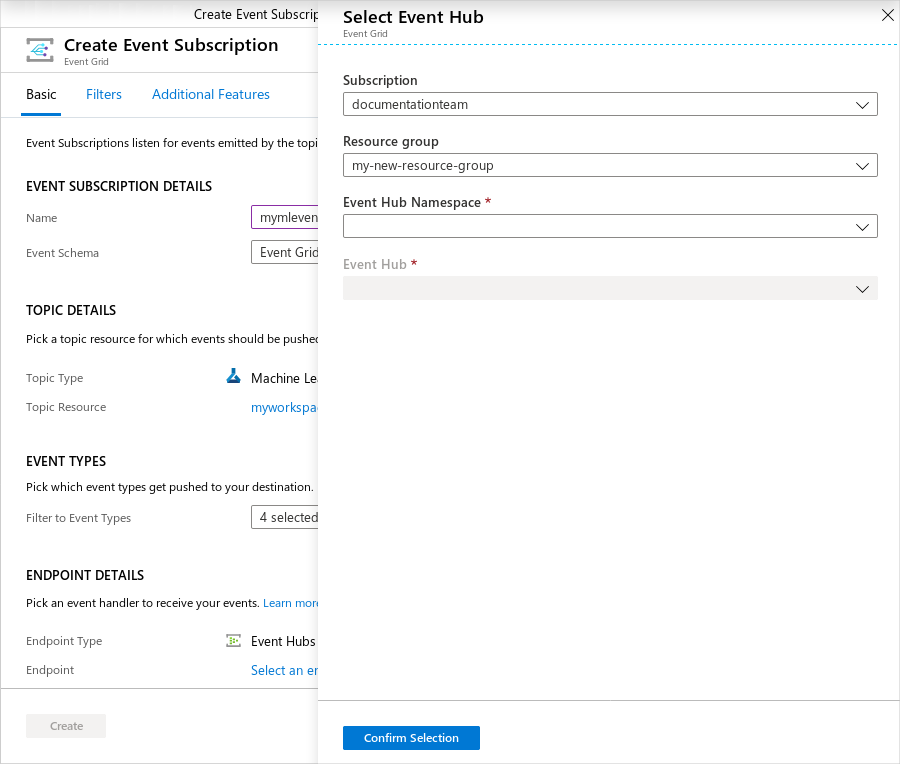 Create Event Subscrip
Create Event Subscription
Event Grid
Basic
Filters
Additional Features
Event Subscriptions listen for events emitted by the topi
EVENT SUBSCRIPTION DETAILS
Name
mymleven
Event Schema
Event Grid
TOPIC DETAILS
Pick a topic resource for which events should be pushed
Topic Type
Machine Lea
Topic Resource
myworkspac
EVENT TYPES
Pick which event types get pushed to your destination.
Filter to Event Types
4 selected
ENDPOINT DETAILS
Pick an event handler to receive your events. Learn more
Endpoint Type
Event Hubs
Endpoint
Select an en
Create
Select Event Hub
Event Grid
Subscription
documentationteam
Resource group
my-new-resource-group
Event Hub Namespace *
Event Hub *
Confirm Selection